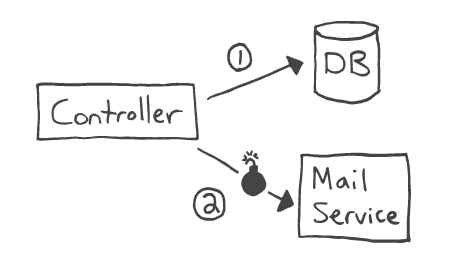 ①
DB
Controller
②
Mail
Service